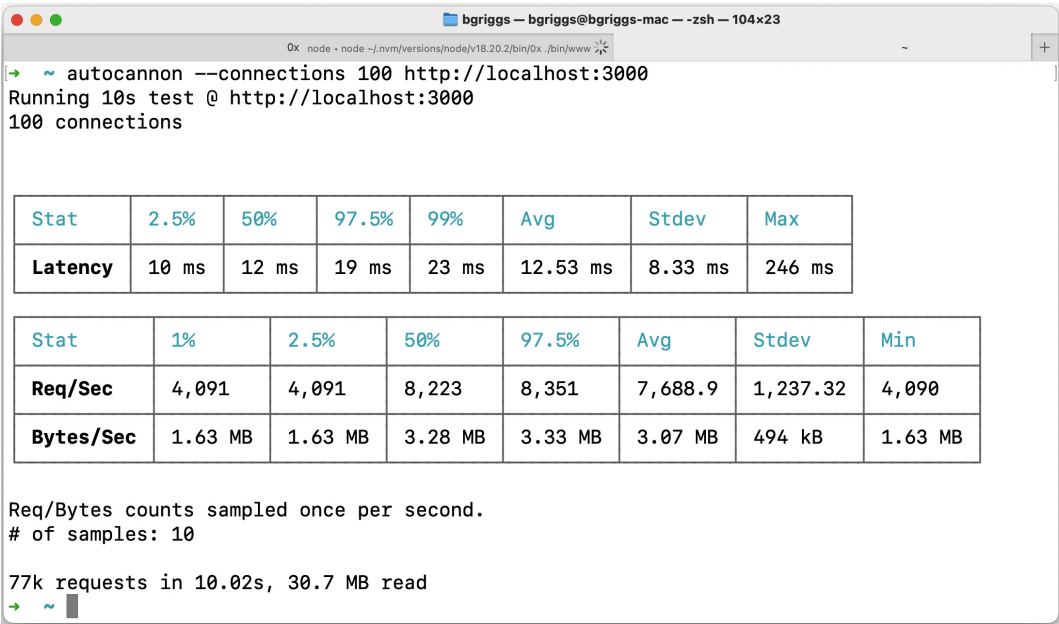 bgriggs — bgriggs@bgriggs-mac — -zsh — 104×23
0x node • node ~/.nvm/versions/node/v18.20.2/bin/0x ./bin/www
~
+
[→ ~ autocannon --connections 100 http://localhost:3000 ]
Running 10s test @ http://localhost:3000
100 connections
Stat 2.5% 50% 97.5% 99% Avg Stdev Max
Latency 10 ms 12 ms 19 ms 23 ms 12.53 ms 8.33 ms 246 ms
Stat 1% 2.5% 50% 97.5% Avg Stdev Min
Req/Sec 4,091 4,091 8,223 8,351 7,688.9 1,237.32 4,090
Bytes/Sec 1.63 MB 1.63 MB 3.28 MB 3.33 MB 3.07 MB 494 kB 1.63 MB
Req/Bytes counts sampled once per second.
# of samples: 10
77k requests in 10.02s, 30.7 MB read
→ ~